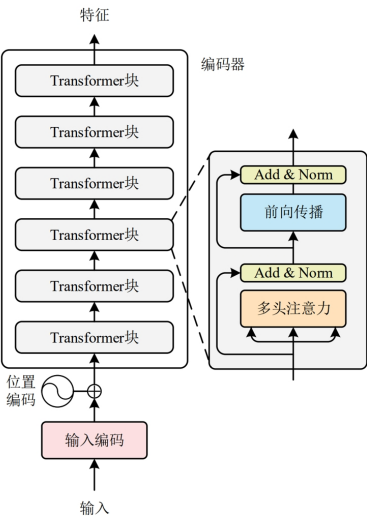 特征
编码器
Transformer块
Transformer块
Transformer块
Transformer块
Transformer块
Transformer块
位置
编码
输入编码
输入
Add & Norm
前向传播
Add & Norm
多头注意力